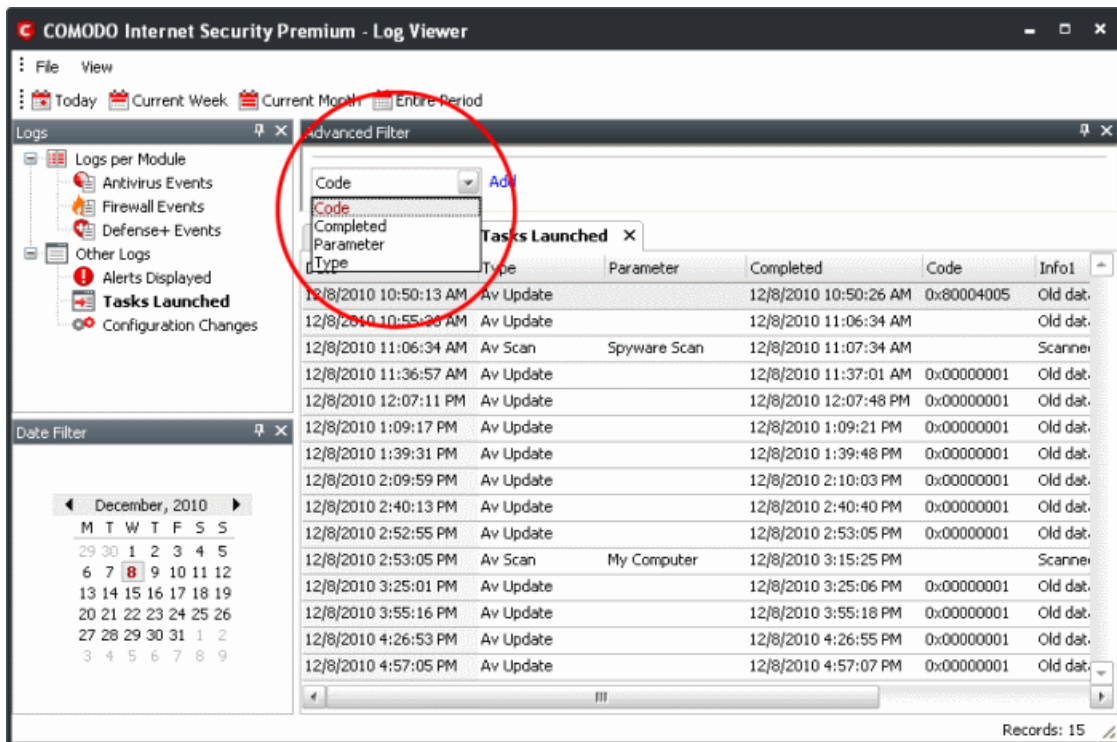 COMODO Internet Security Premium - Log Viewer
File View
Today Current Week Current Month Entire Period
Logs
Logs per Module
Antivirus Events
Firewall Events
Defense+ Events
Other Logs
Alerts Displayed
Tasks Launched
Configuration Changes
Date Filter
December, 2010
M T W T F S S
29 30 1 2 3 4 5
6 7 8 9 10 11 12
13 14 15 16 17 18 19
20 21 22 23 24 25 26
27 28 29 30 31 1 2
3 4 5 6 7 8 9
Advanced Filter
Code Add
Code
Completed
Parameter
Type
Tasks Launched
Type Parameter Completed Code Info1
12/8/2010 10:50:13 AM Av Update 12/8/2010 10:50:26 AM 0x80004005 Old dat
12/8/2010 10:55:36 AM Av Update 12/8/2010 11:06:34 AM Old dat
12/8/2010 11:06:34 AM Av Scan Spyware Scan 12/8/2010 11:07:34 AM Scanne
12/8/2010 11:36:57 AM Av Update 12/8/2010 11:37:01 AM 0x00000001 Old dat
12/8/2010 12:07:11 PM Av Update 12/8/2010 12:07:48 PM 0x00000001 Old dat
12/8/2010 1:09:17 PM Av Update 12/8/2010 1:09:21 PM 0x00000001 Old dat
12/8/2010 1:39:31 PM Av Update 12/8/2010 1:39:48 PM 0x00000001 Old dat
12/8/2010 2:09:59 PM Av Update 12/8/2010 2:10:03 PM 0x00000001 Old dat
12/8/2010 2:40:13 PM Av Update 12/8/2010 2:40:40 PM 0x00000001 Old dat
12/8/2010 2:52:55 PM Av Update 12/8/2010 2:53:05 PM 0x00000001 Old dat
12/8/2010 2:53:05 PM Av Scan My Computer 12/8/2010 3:15:25 PM Scanne
12/8/2010 3:25:01 PM Av Update 12/8/2010 3:25:06 PM 0x00000001 Old dat
12/8/2010 3:55:16 PM Av Update 12/8/2010 3:55:18 PM 0x00000001 Old dat
12/8/2010 4:26:53 PM Av Update 12/8/2010 4:26:55 PM 0x00000001 Old dat
12/8/2010 4:57:05 PM Av Update 12/8/2010 4:57:07 PM 0x00000001 Old dat
Records: 15